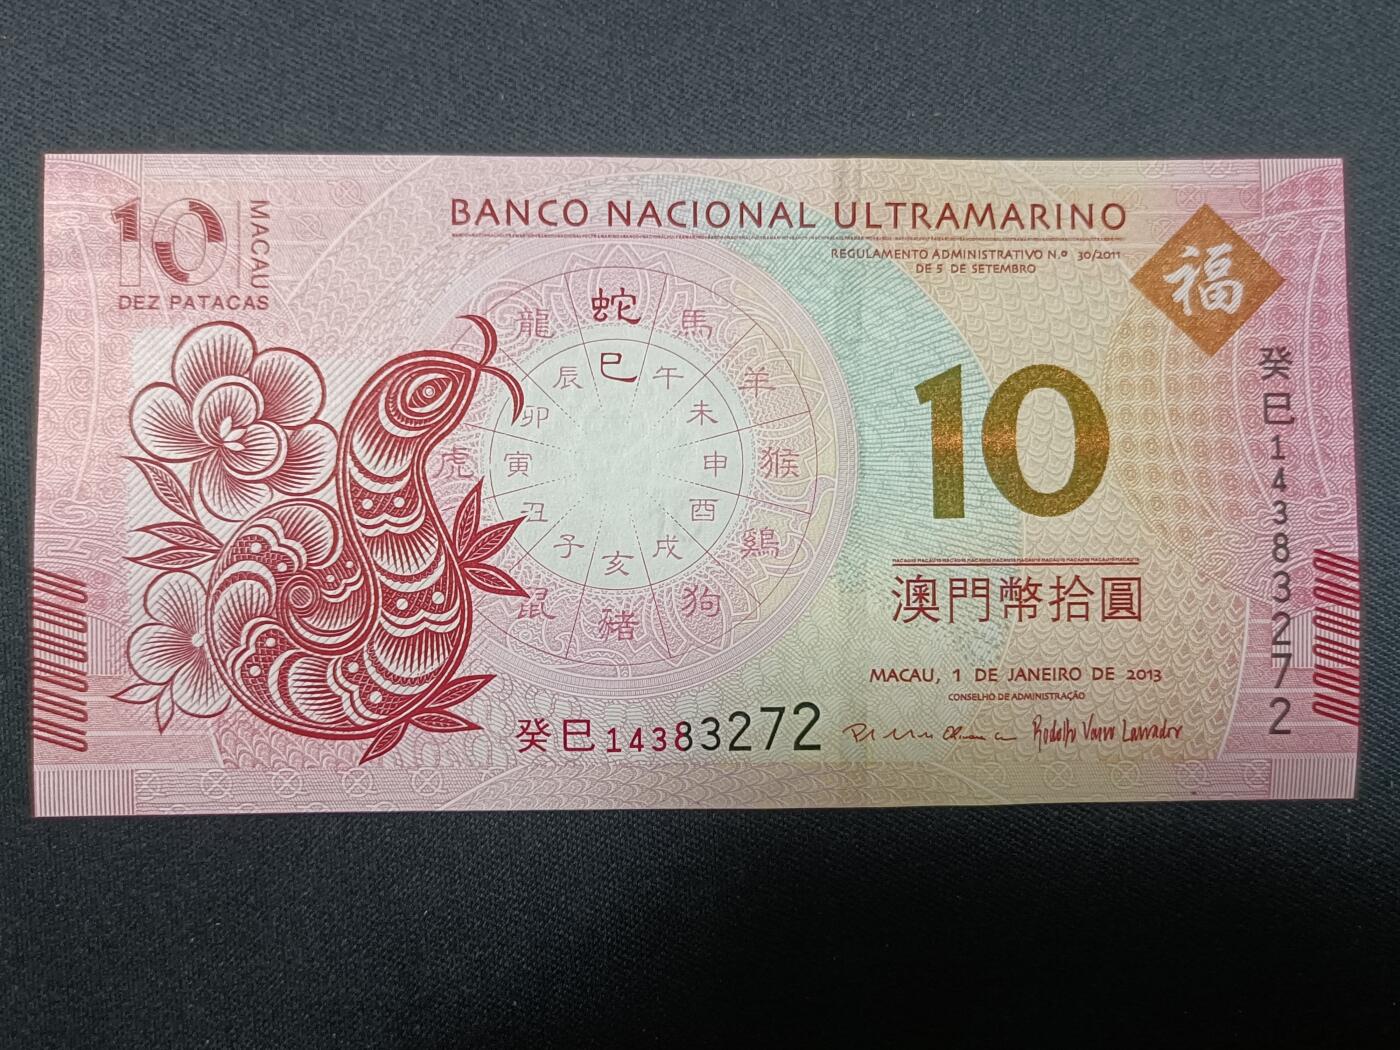 10
MACAU
DEZ PATACAS
BANCO NACIONAL ULTRAMARINO
REGULAMENTO ADMINISTRATIVO N.º 30/2011
DE 5 DE SETEMBRO
福
龍 蛇 馬
羊
猴
鷄
狗
豬
鼠
虎
辰 巳 午
未
申
酉
戌
亥
子
丑
寅
卯
10
澳門幣拾圓
MACAU, 1 DE JANEIRO DE 2013
CONSELHO DE ADMINISTRAÇÃO
癸巳14383272
癸巳14383272